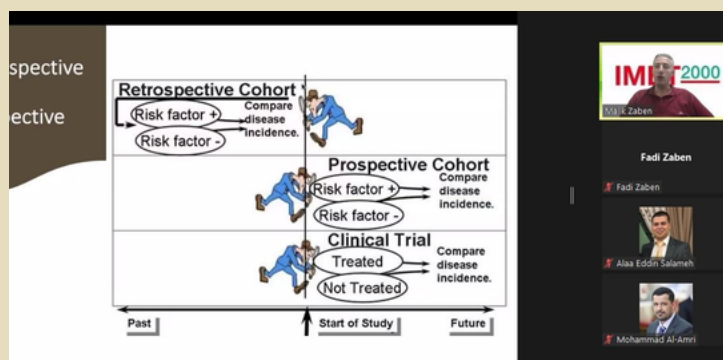 spective
ective
Retrospective Cohort
Risk factor +
Risk factor -
Compare
disease
incidence.
Prospective Cohort
Risk factor +
Risk factor -
Compare
disease
incidence.
Clinical Trial
Treated
Not Treated
Compare
disease
incidence.
Past
Start of Study
Future
IMET2000
Malik Zaben
Fadi Zaben
Fadi Zaben
Alaa Eddin Salameh
Mohammad Al-Amri